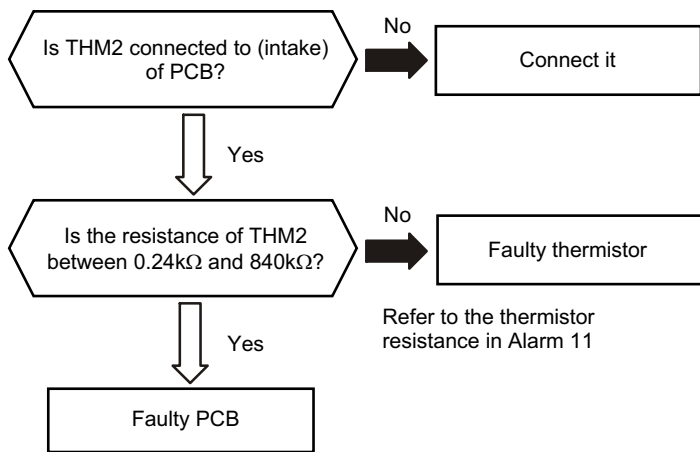 Is THM2 connected to (intake)
of PCB?
No
Connect it
Yes
Is the resistance of THM2
between 0.24kΩ and 840kΩ?
No
Faulty thermistor
Refer to the thermistor
resistance in Alarm 11
Yes
Faulty PCB